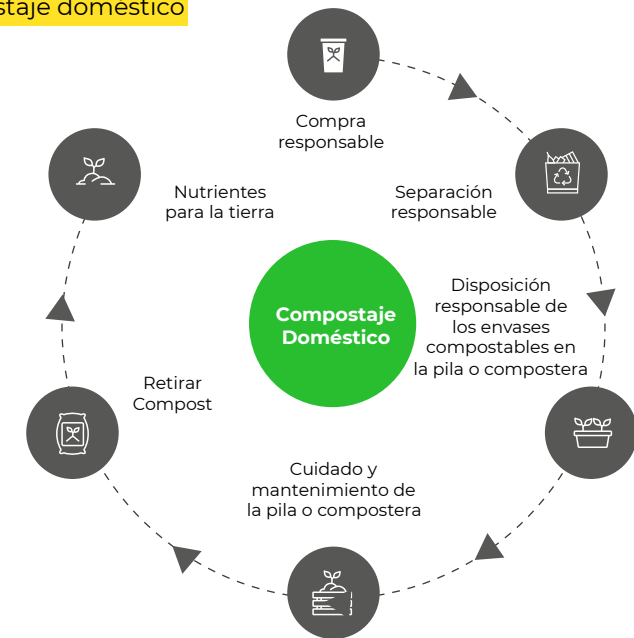 doméstico
Compra
responsable
Separación
responsable
Disposición
responsable de
los envases
compostables en
la pila o compostera
Cuidado y
mantenimiento de
la pila o compostera
Retirar
Compost
Nutrientes
para la tierra
Compostaje
Doméstico